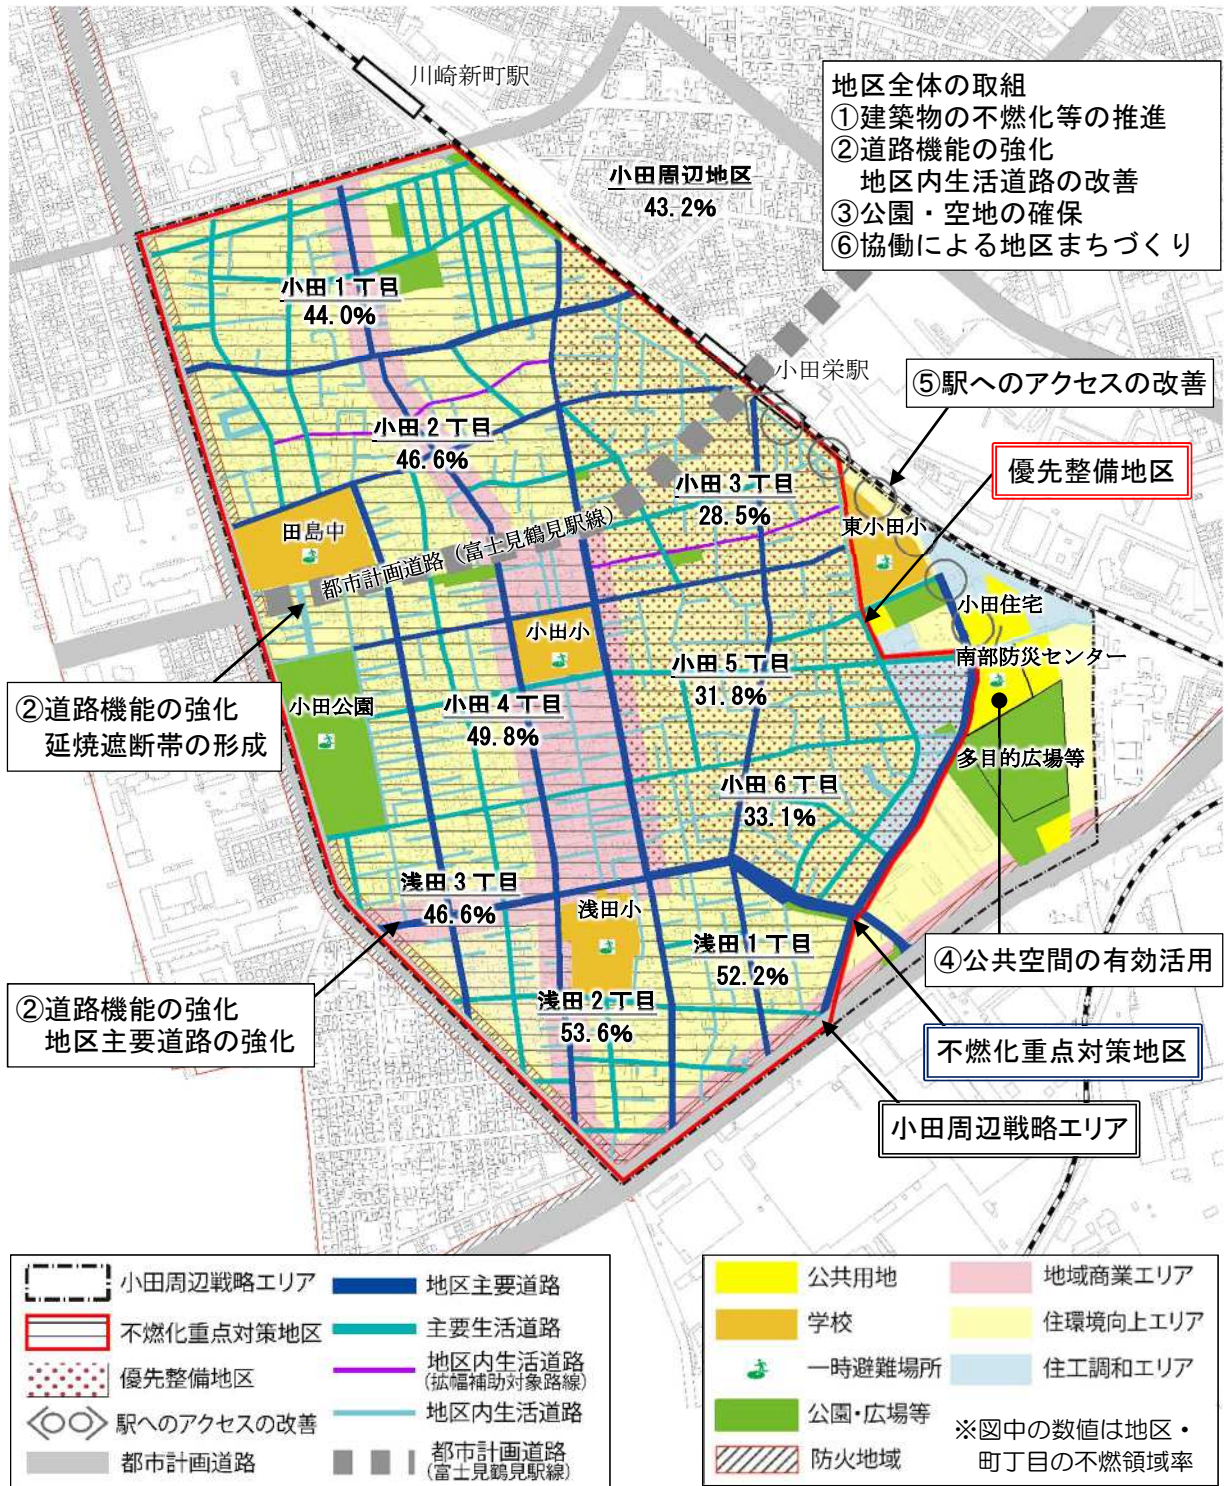 川崎新町駅
地区全体の取組
①建築物の不燃化等の推進
②道路機能の強化
地区内生活道路の改善
③公園・空地の確保
⑥協働による地区まちづくり
小田周辺地区
43.2%
小田１丁目
44.0%
小田栄駅
⑤駅へのアクセスの改善
優先整備地区
小田２丁目
46.6%
小田３丁目
28.5%
東小田小
田島中
都市計画道路（富士見鶴見駅線）
小田住宅
小田小
南部防災センター
小田５丁目
31.8%
②道路機能の強化
延焼遮断帯の形成
小田公園
小田４丁目
49.8%
多目的広場等
小田６丁目
33.1%
浅田３丁目
46.6%
浅田小
浅田１丁目
52.2%
④公共空間の有効活用
②道路機能の強化
地区主要道路の強化
浅田２丁目
53.6%
不燃化重点対策地区
小田周辺戦略エリア
小田周辺戦略エリア
不燃化重点対策地区
優先整備地区
駅へのアクセスの改善
都市計画道路
地区主要道路
主要生活道路
地区内生活道路
(拡幅補助対象路線)
地区内生活道路
都市計画道路
(富士見鶴見駅線)
公共用地
学校
一時避難場所
公園・広場等
防火地域
地域商業エリア
住環境向上エリア
住工調和エリア
※図中の数値は地区・
町丁目の不燃領域率